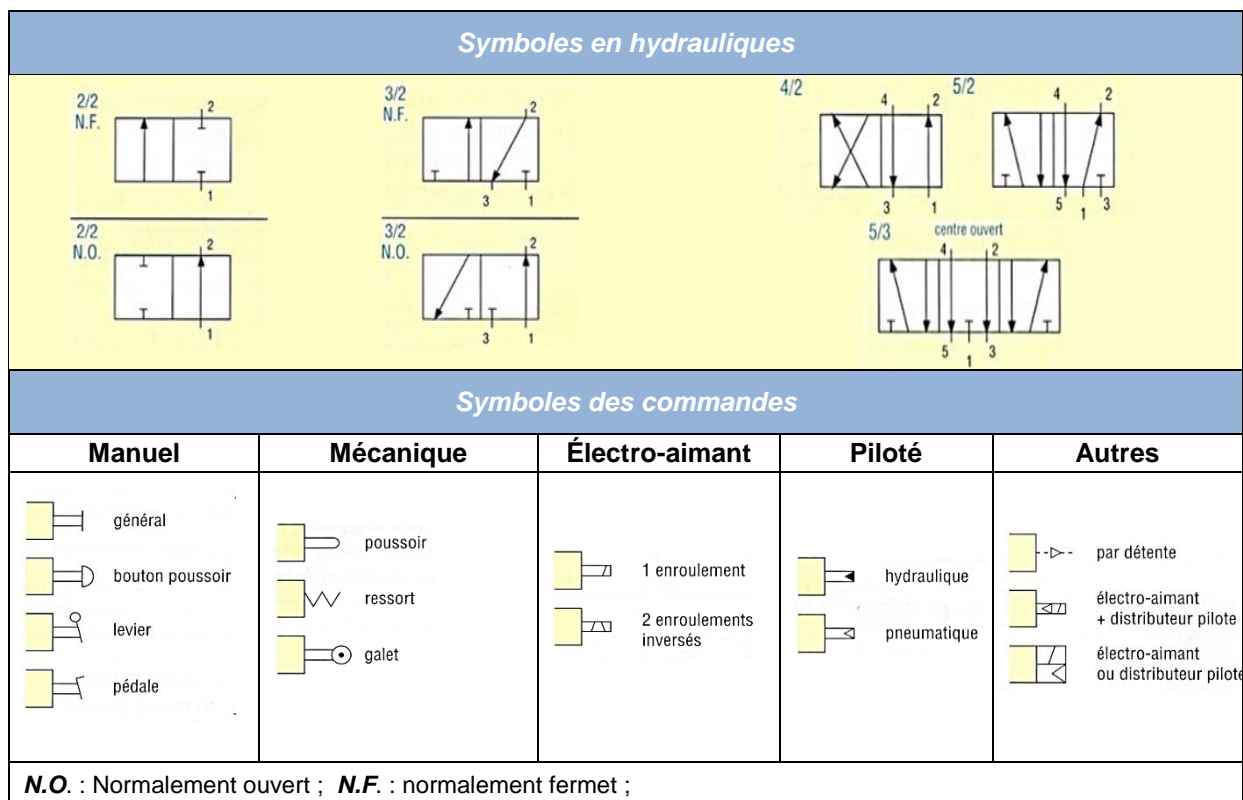 Symboles en hydrauliques
2/2
N.F.
2
1
3/2
N.F.
2
3 1
4/2
4 2
3 1
5/2
4 2
5 1 3
2/2
N.O.
2
1
3/2
N.O.
2
3 1
5/3 centre ouvert
4 2
5 1 3
Symboles des commandes
Manuel Mécanique Électro-aimant Piloté Autres
général
bouton poussoir
levier
pédale
poussoir
ressort
galet
1 enroulement
2 enroulements
inversés
hydraulique
pneumatique
par détente
électro-aimant
+ distributeur pilote
électro-aimant
ou distributeur pilote
N.O. : Normalement ouvert ; N.F. : normalement fermet ;